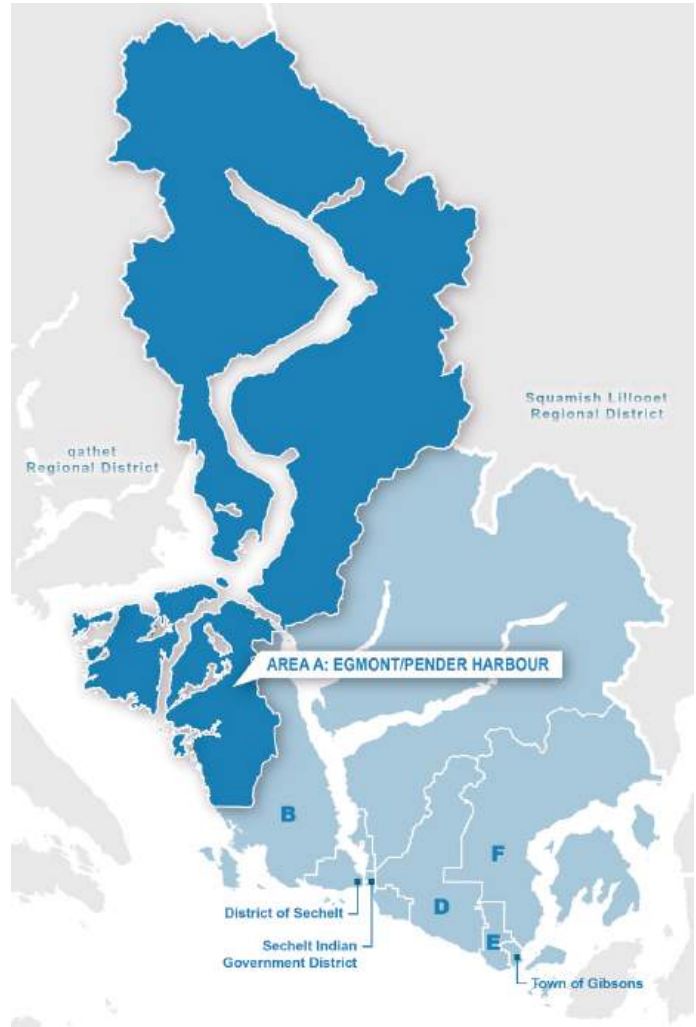 Squamish Lillooet
Regional District
qathet
Regional District
AREA A: EGMONT/PENDER HARBOUR
B
F
D
District of Sechelt
E
Sechelt Indian
Government District
Town of Gibsons